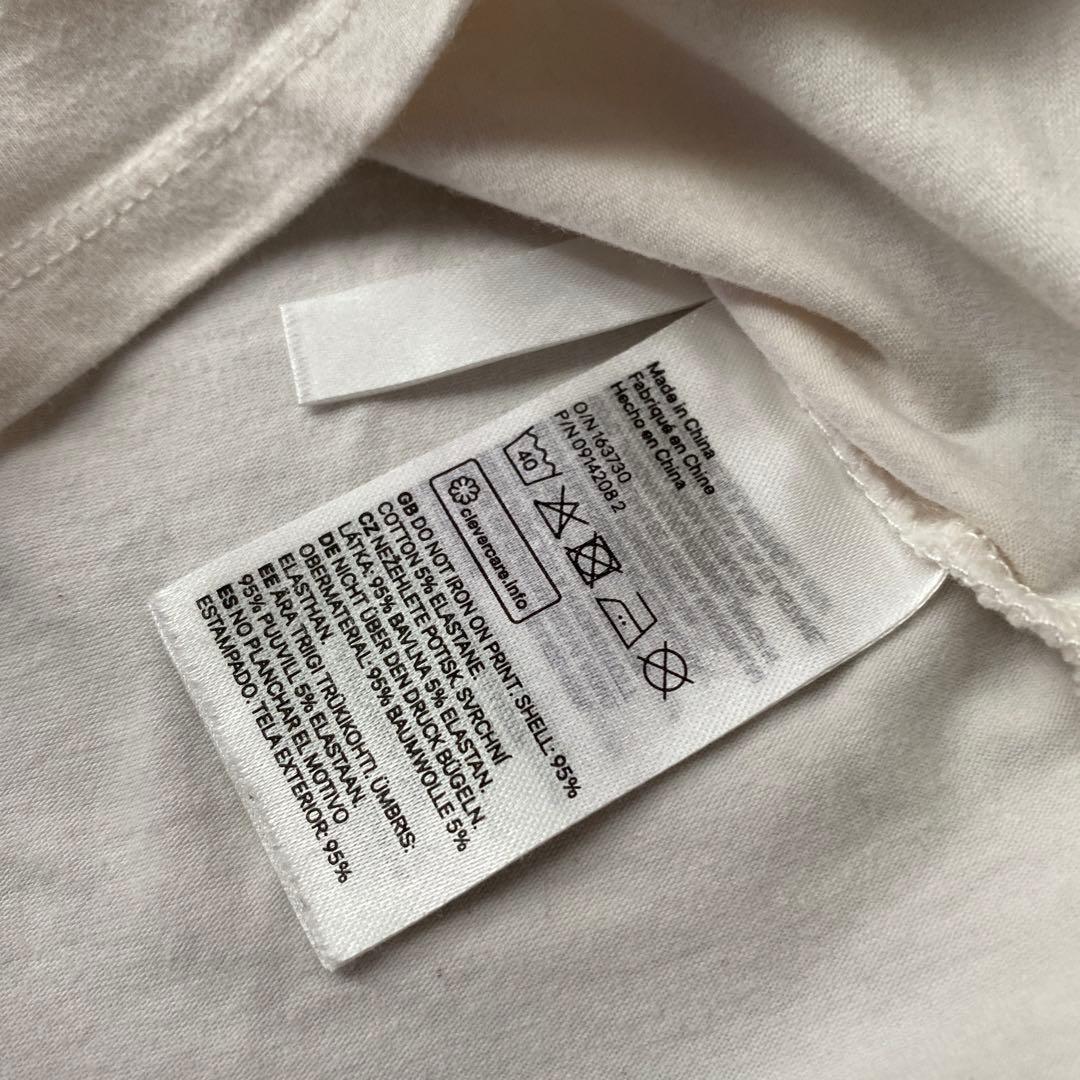 Made in China
Fabriqué en Chine
Hecho en China
O/N 163730
P/N 0914208 2
40
clevercare.info
GB DO NOT IRON ON PRINT. SHELL: 95%
COTTON 5% ELASTANE.
CZ NEŽEHLETE POTISK. SVRCHNÍ
LÁTKA: 95% BAVLNA 5% ELASTAN.
DE NICHT ÜBER DEN DRUCK BÜGELN.
OBERMATERIAL: 95% BAUMWOLLE 5%
ELASTHAN.
EE ÄRA TRIIGI TRÜKIKOHTI. ÜMBRIS:
95% PUUVILL 5% ELASTAAN.
ES NO PLANCHAR EL MOTIVO
ESTAMPADO. TELA EXTERIOR: 95%